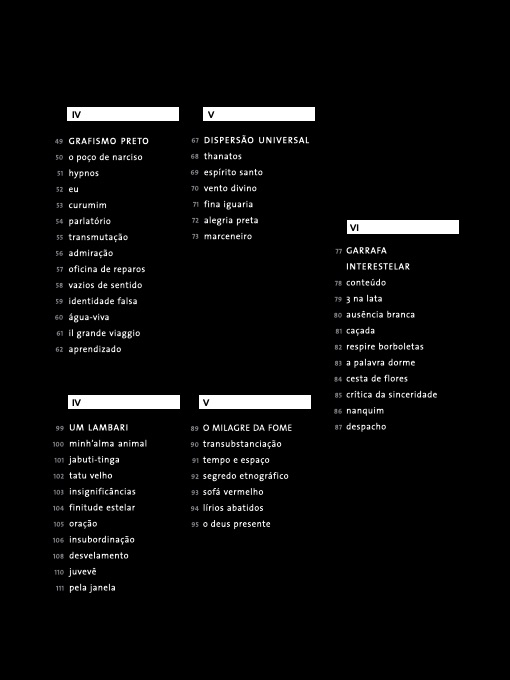 IV
49 GRAFISMO PRETO
50 o poço de narciso
51 hypnos
52 eu
53 curumim
54 parlatório
55 transmutação
56 admiração
57 oficina de reparos
58 vazios de sentido
59 identidade falsa
60 água-viva
61 il grande viaggio
62 aprendizado
V
67 DISPERSÃO UNIVERSAL
68 thanatos
69 espírito santo
70 vento divino
71 fina iguaria
72 alegria preta
73 marceneiro
VI
77 GARRAFA
INTERESTELAR
78 conteúdo
79 3 na lata
80 ausência branca
81 caçada
82 respire borboletas
83 a palavra dorme
84 cesta de flores
85 crítica da sinceridade
86 nanquim
87 despacho
IV
99 UM LAMBARI
100 minh'alma animal
101 jabuti-tinga
102 tatu velho
103 insignificâncias
104 finitude estelar
105 oração
106 insubordinação
108 desvelamento
110 juvevê
111 pela janela
V
89 O MILAGRE DA FOME
90 transubstanciação
91 tempo e espaço
92 segredo etnográfico
93 sofá vermelho
94 lírios abatidos
95 o deus presente